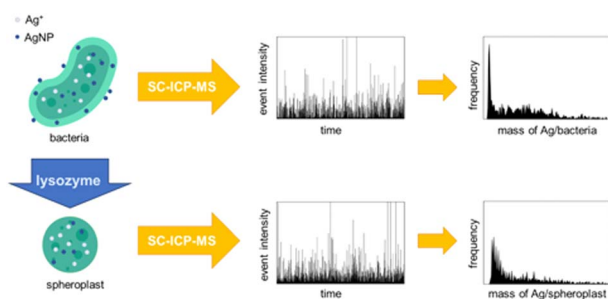 Ag⁺
AgNP
bacteria
SC-ICP-MS
event intensity
time
frequency
mass of Ag/bacteria
lysozyme
spheroplast
SC-ICP-MS
event intensity
time
frequency
mass of Ag/spheroplast